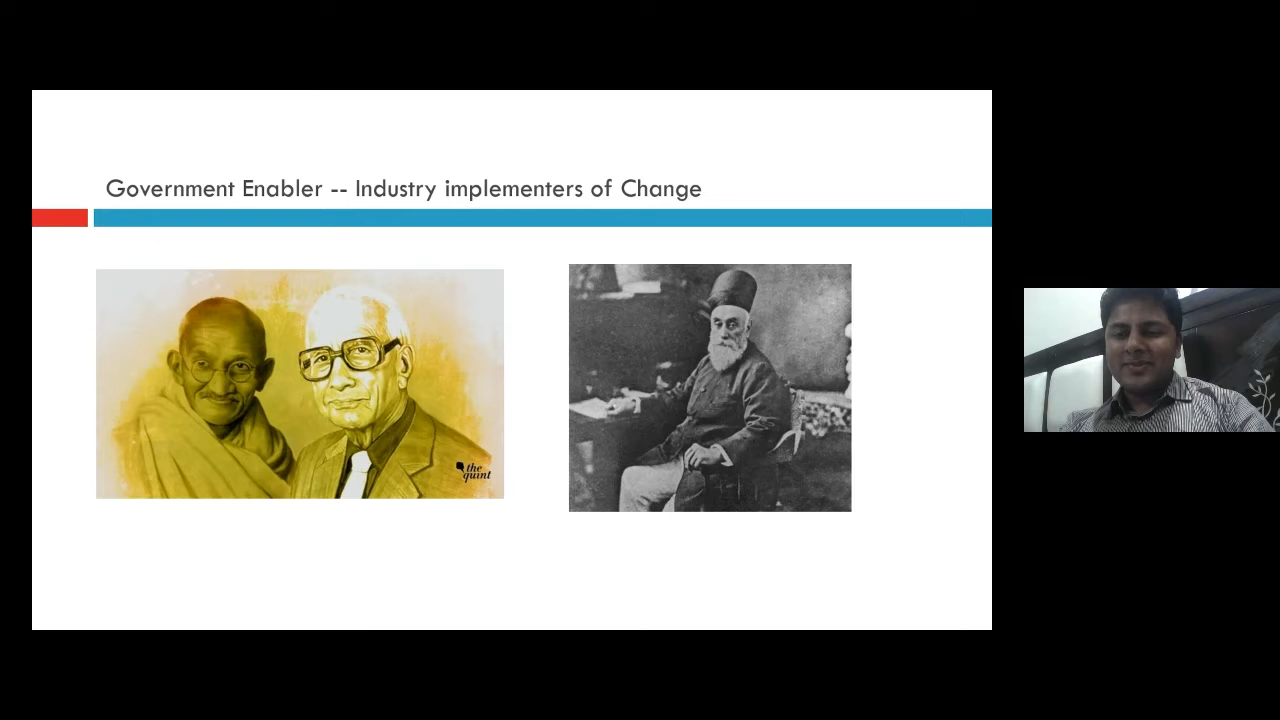 Government Enabler -- Industry implementers of Change
the
quint